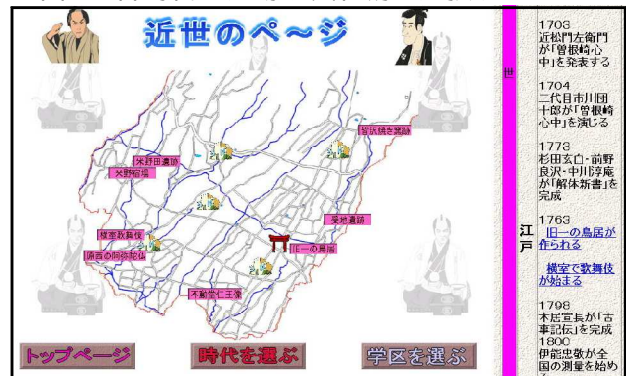 近世のページ
皆沢焼き窯跡
米野田遺跡
米野宿場
横室歌舞伎
原西の阿弥陀仏
旧一の鳥居
不動堂仁王像
トップページ
時代を選ぶ
学区を選ぶ
世
江
戸
1703
近松門左衛門
が「曽根崎心
中」を発表する
1704
二代目市川団
十郎が「曽根崎
心中」を演じる
1773
杉田玄白・前野
良沢・中川淳庵
が「解体新書」を
完成
1763
旧一の鳥居が
作られる
横室で歌舞伎
が始まる
1798
本居宣長が「古
事記伝」を完成
1800
伊能忠敬が全
国の測量を始め